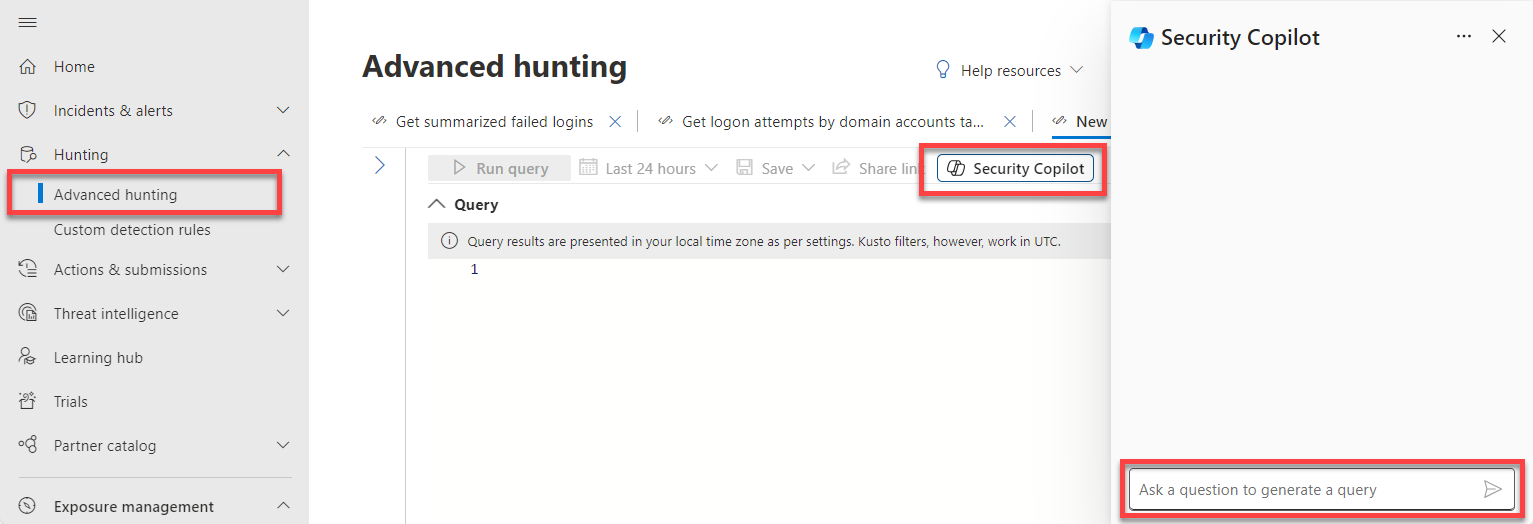 Home
Incidents & alerts
Hunting
Advanced hunting
Custom detection rules
Actions & submissions
Threat intelligence
Learning hub
Trials
Partner catalog
Exposure management
Advanced hunting
Help resources
Get summarized failed logins
Get logon attempts by domain accounts ta...
New
Run query
Last 24 hours
Save
Share lin
Security Copilot
Query
Query results are presented in your local time zone as per settings. Kusto filters, however, work in UTC.
1
Security Copilot
Ask a question to generate a query